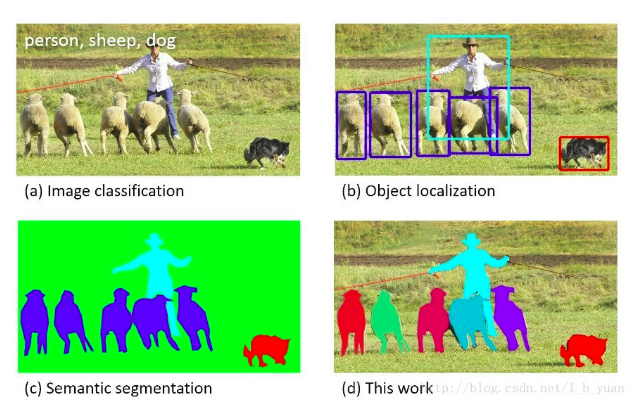 person, sheep, dog
(a) Image classification
(b) Object localization
(c) Semantic segmentation
(d) This work
http://blog.csdn.net/l_b_yuan